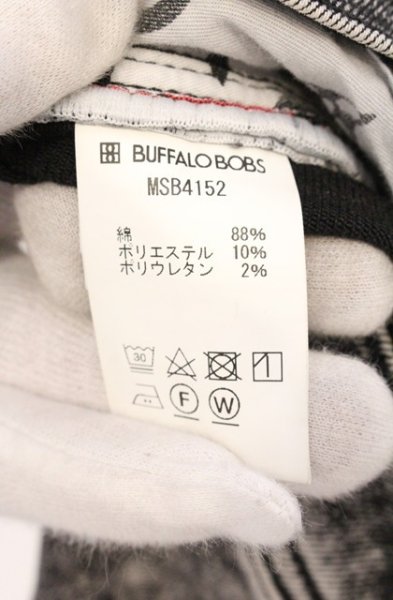 BUFFALO BOBS
MSB4152
綿 88%
ポリエステル 10%
ポリウレタン 2%
30
F W